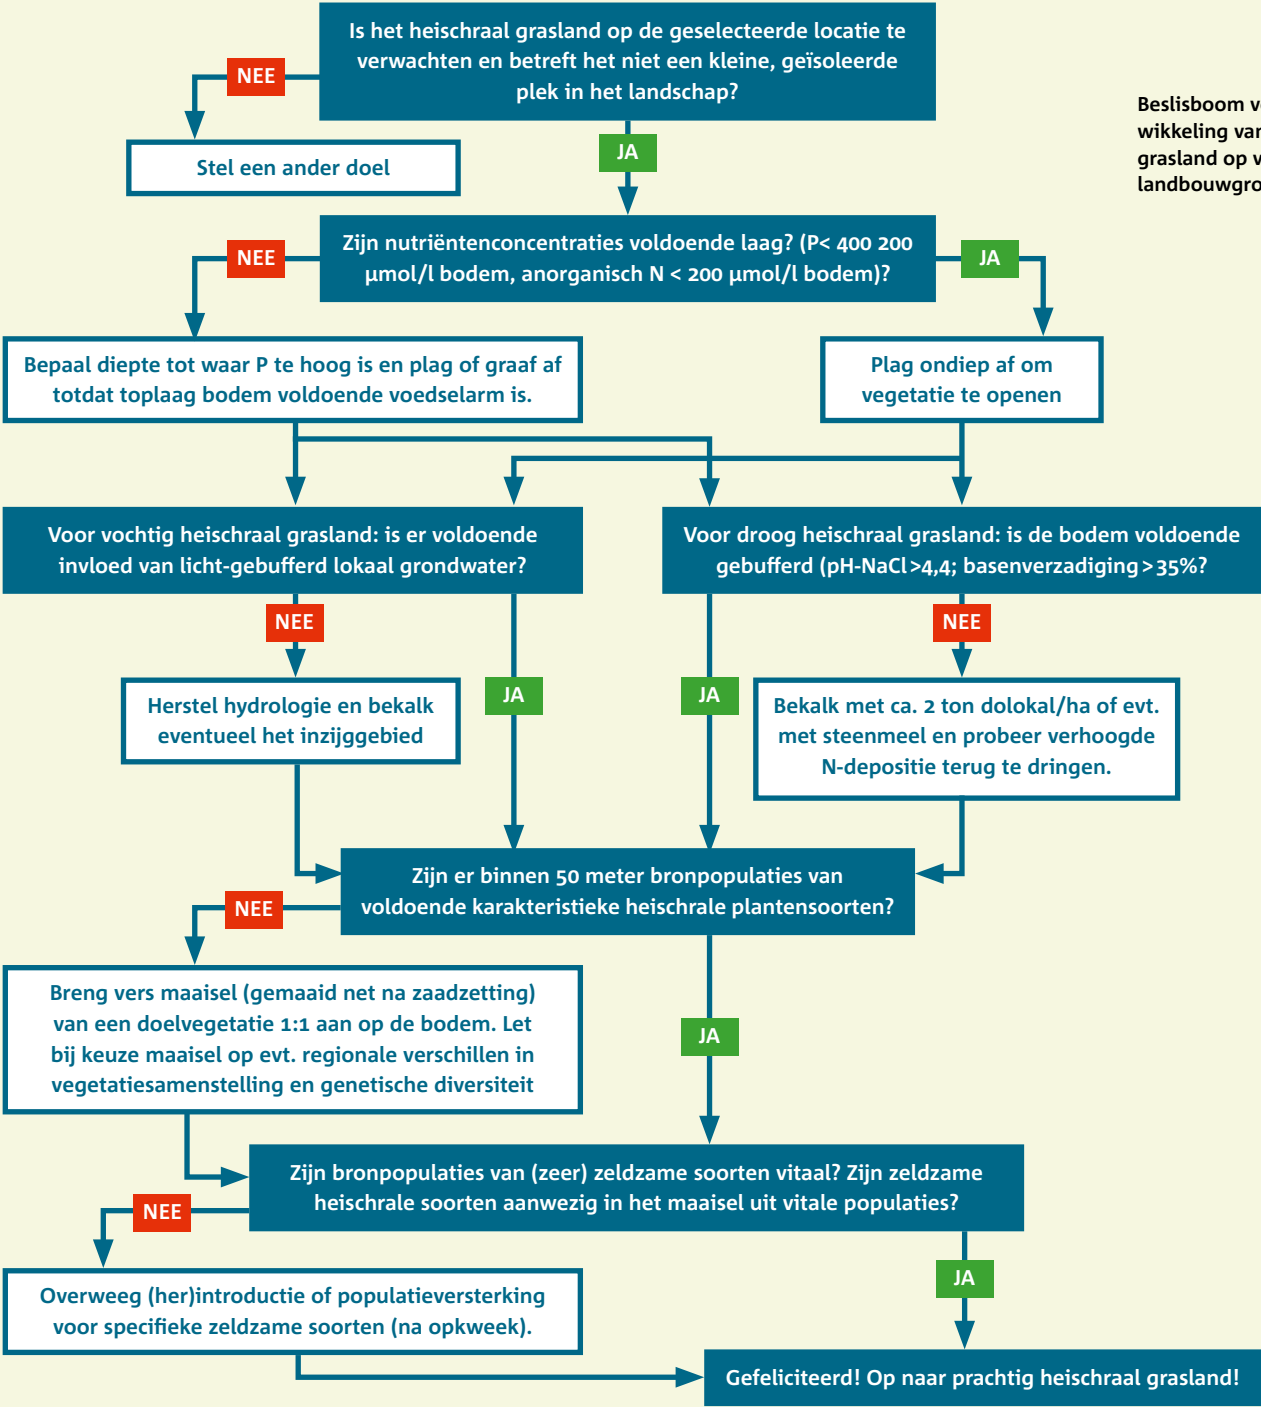 Is het heischraal grasland op de geselecteerde locatie te
verwachten en betreft het niet een kleine, geïsoleerde
plek in het landschap?
NEE
Beslisboom v
wikkeling van
grasland op v
landbouwgro
JA
Stel een ander doel
Zijn nutriëntenconcentraties voldoende laag? (P< 400 200
µmol/l bodem, anorganisch N < 200 µmol/l bodem)?
NEE
JA
Bepaal diepte tot waar P te hoog is en plag of graaf af
totdat toplaag bodem voldoende voedselarm is.
Plag ondiep af om
vegetatie te openen
Voor vochtig heischraal grasland: is er voldoende
invloed van licht-gebufferd lokaal grondwater?
Voor droog heischraal grasland: is de bodem voldoende
gebufferd (pH-NaCl >4,4; basenverzadiging > 35%?
NEE
NEE
Herstel hydrologie en bekalk
eventueel het inzijggebied
JA
JA
Bekalk met ca. 2 ton dolokal/ha of evt.
met steenmeel en probeer verhoogde
N-depositie terug te dringen.
Zijn er binnen 50 meter bronpopulaties van
voldoende karakteristieke heischrale plantensoorten?
NEE
Breng vers maaisel (gemaaid net na zaadzetting)
van een doelvegetatie 1:1 aan op de bodem. Let
bij keuze maaisel op evt. regionale verschillen in
vegetatiesamenstelling en genetische diversiteit
JA
Zijn bronpopulaties van (zeer) zeldzame soorten vitaal? Zijn zeldzame
heischrale soorten aanwezig in het maaisel uit vitale populaties?
NEE
JA
Overweeg (her)introductie of populatieversterking
voor specifieke zeldzame soorten (na opkweek).
Gefeliciteerd! Op naar prachtig heischraal grasland!